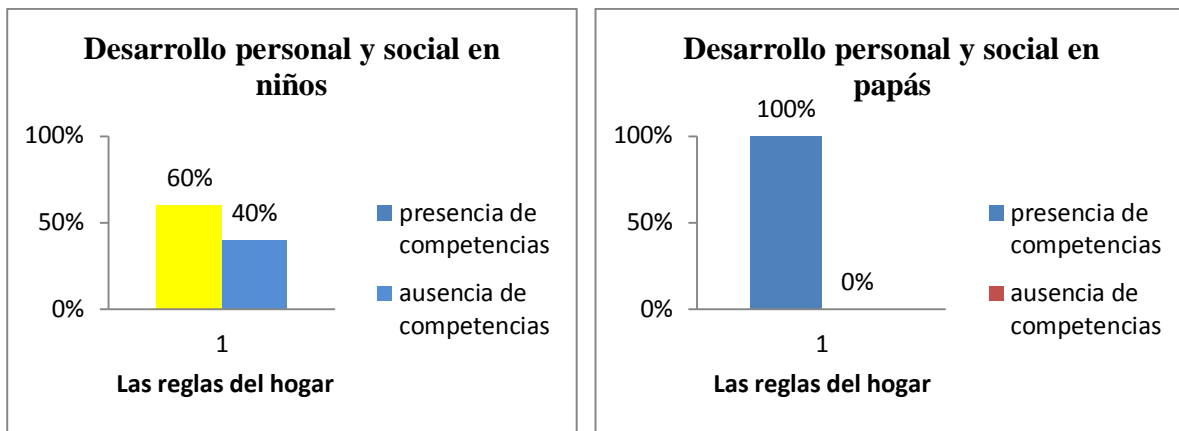 Desarrollo personal y social en
niños
100%
60%
40%
50%
0%
1
Las reglas del hogar
presencia de
competencias
ausencia de
competencias
Desarrollo personal y social en
papás
100%
100%
50%
0%
0%
1
Las reglas del hogar
presencia de
competencias
ausencia de
competencias